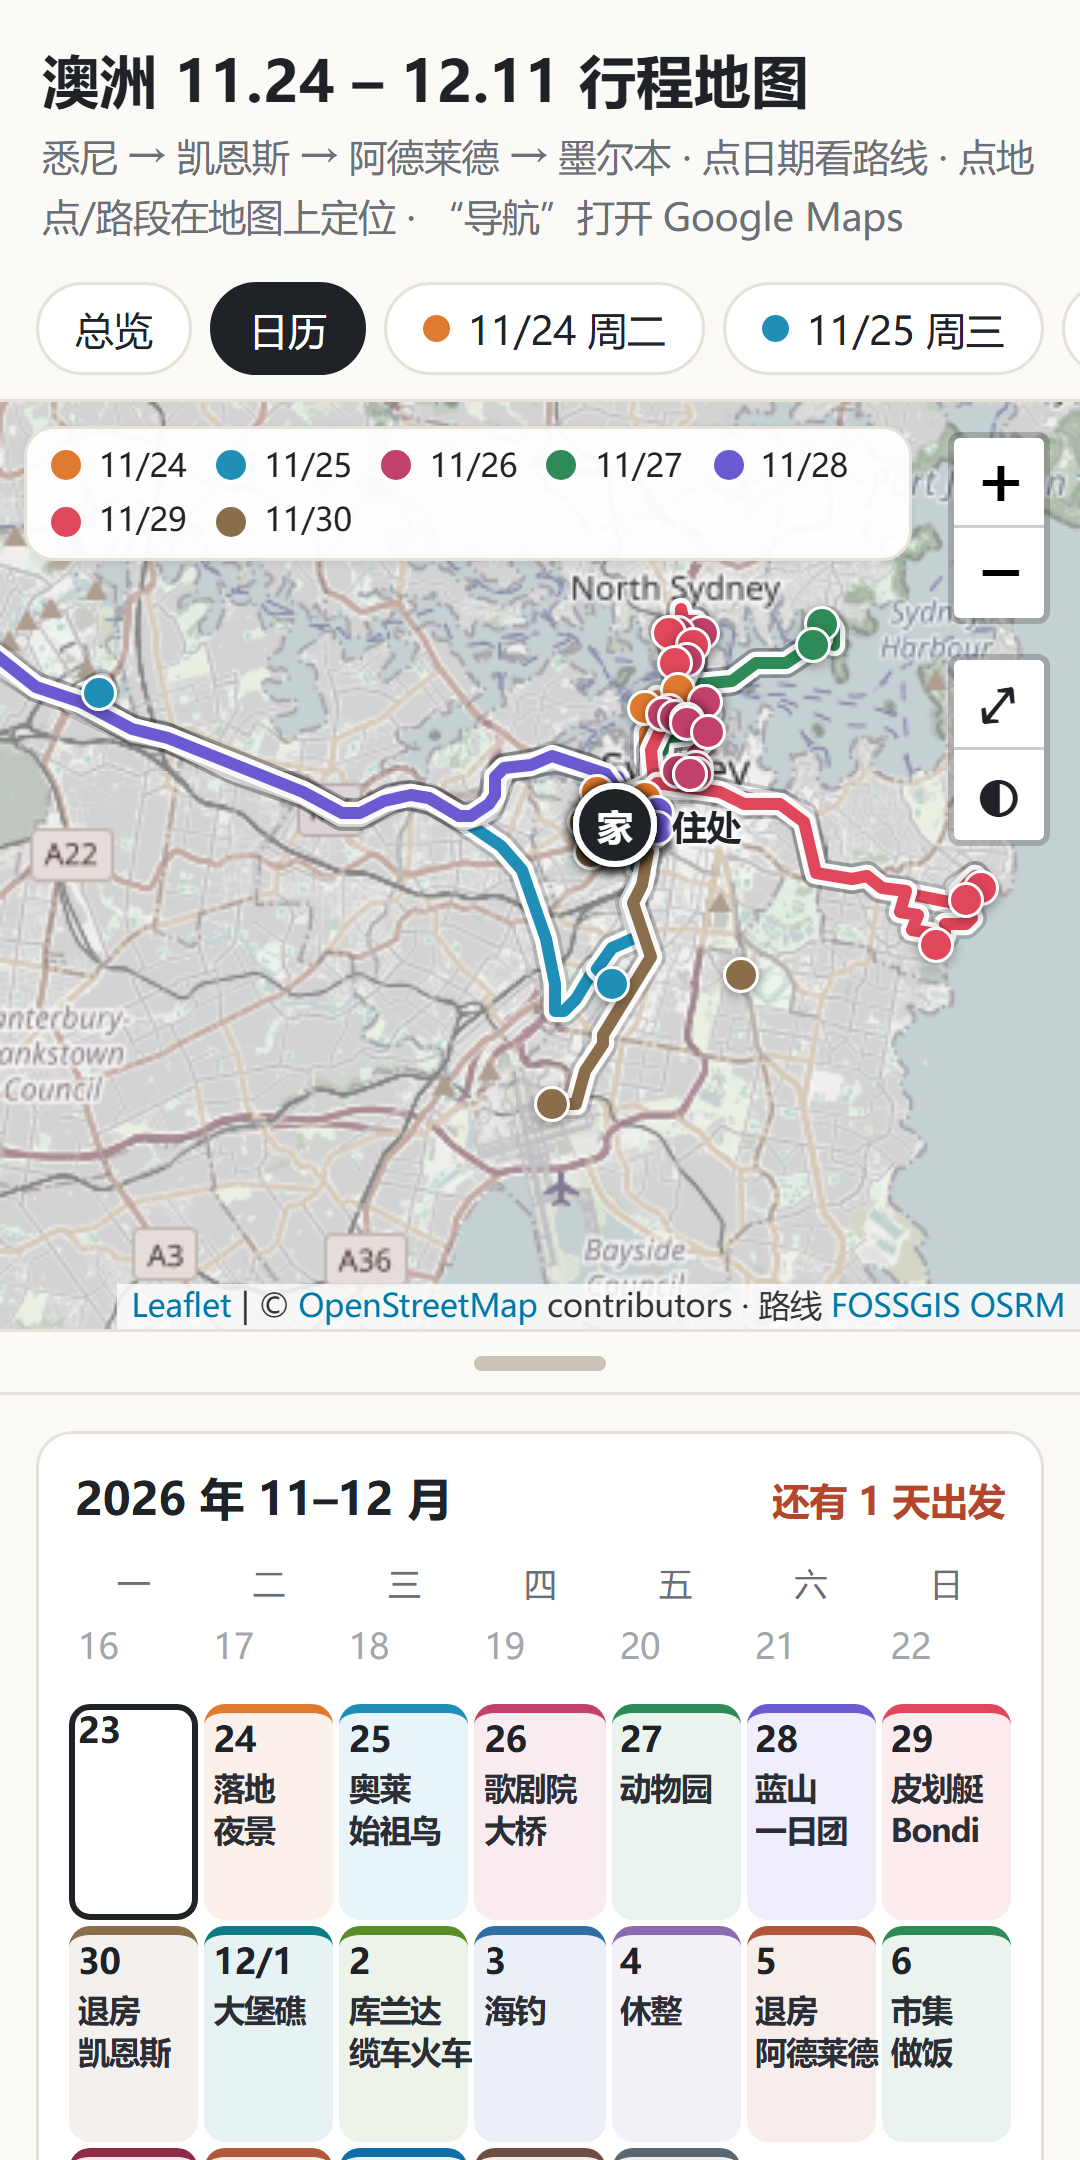 澳洲 11.24 – 12.11 行程地图
悉尼 → 凯恩斯 → 阿德莱德 → 墨尔本 · 点日期看路线 · 点地
点/路段在地图上定位 · “导航” 打开 Google Maps
总览 日历 11/24 周二 11/25 周三
11/24 11/25 11/26 11/27 11/28
11/29 11/30
+
−
North Sydney
Harbour
家 住处
A22
Council
A3
A36
Bayside
Council
Leaflet | © OpenStreetMap contributors · 路线 FOSSGIS OSRM
2026 年 11–12 月
还有 1 天出发
一 二 三 四 五 六 日
16 17 18 19 20 21 22
23 24 25 26 27 28 29
落地 奥莱 歌剧院 动物园 蓝山 皮划艇
夜景 始祖鸟 大桥 一日团 Bondi
30 12/1 2 3 4 5 6
退房 大堡礁 库兰达 海钓 休整 退房 市集
凯恩斯 缆车火车 阿德莱德 做饭